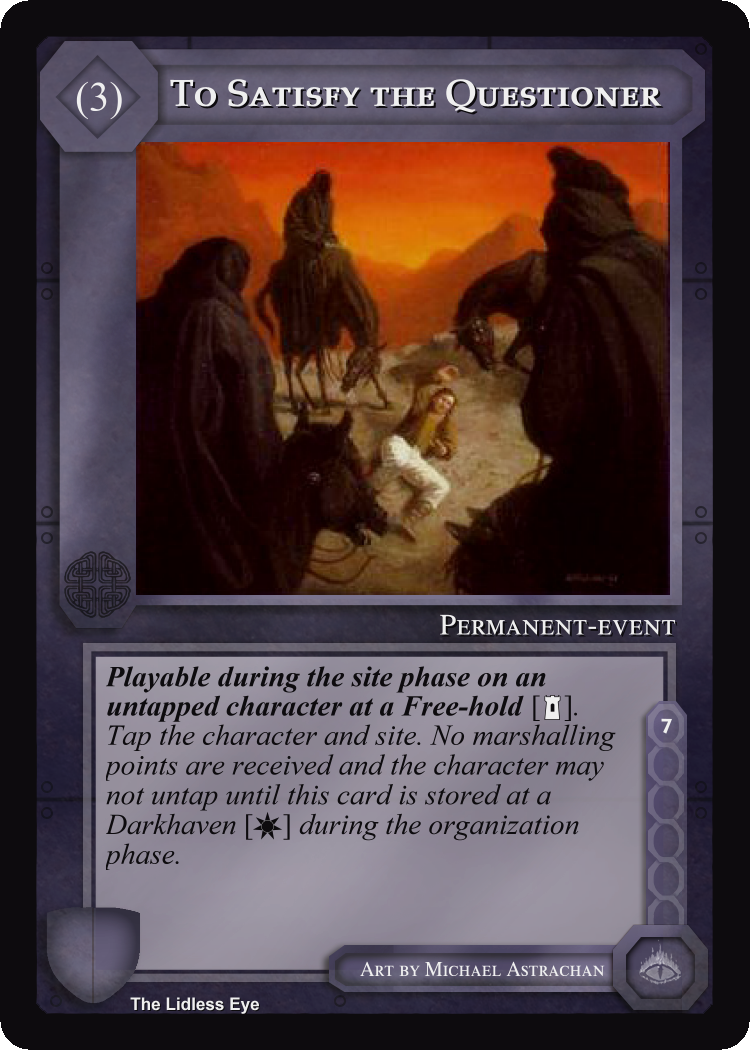 (3)
To Satisfy the Questioner
Permanent-event
Playable during the site phase on an
untapped character at a Free-hold [ ].
Tap the character and site. No marshalling
points are received and the character may
not untap until this card is stored at a
Darkhaven [ ] during the organization
phase.
7
Art by Michael Astrachan
The Lidless Eye